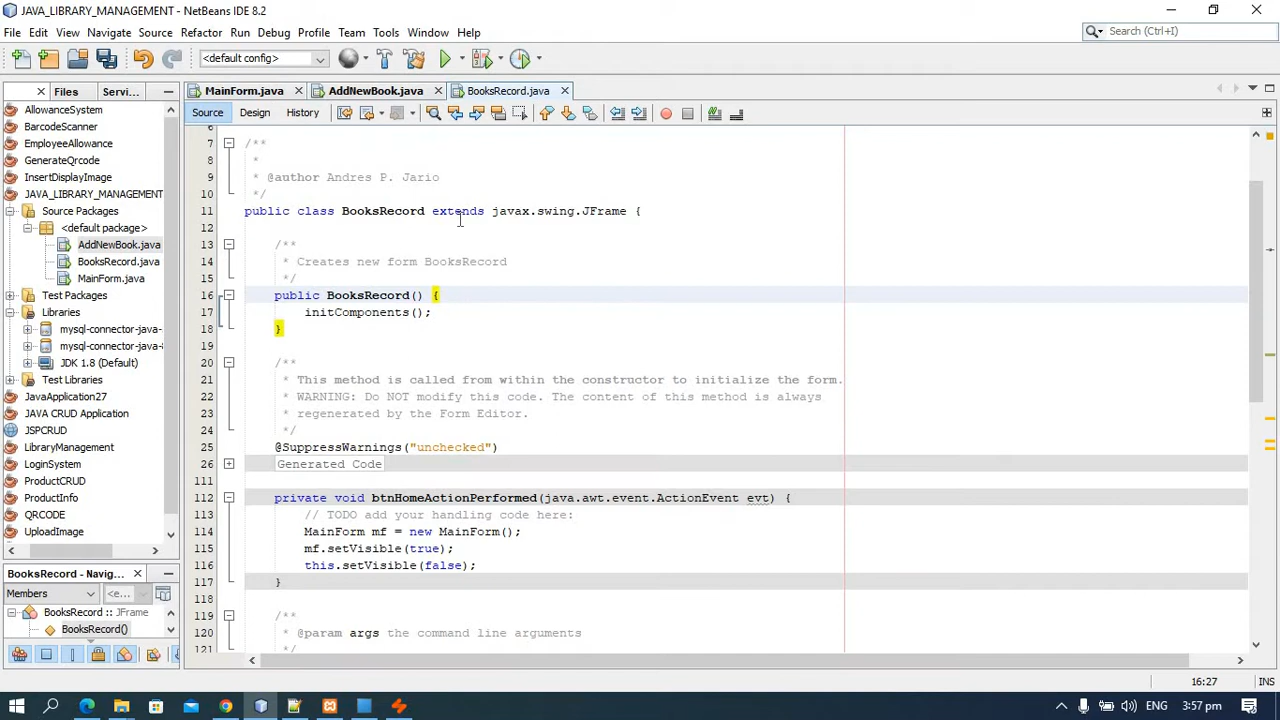 JAVA_LIBRARY_MANAGEMENT - NetBeans IDE 8.2
File Edit View Navigate Source Refactor Run Debug Profile Team Tools Window Help
Search (Ctrl+I)
<default config>
Files Servi...
MainForm.java AddNewBook.java BooksRecord.java
Source Design History
AllowanceSystem
BarcodeScanner
EmployeeAllowance
GenerateQrcode
InsertDisplayImage
JAVA_LIBRARY_MANAGEMENT
Source Packages
<default package>
AddNewBook.java
BooksRecord.java
MainForm.java
Test Packages
Libraries
mysql-connector-java-
mysql-connector-java-8
JDK 1.8 (Default)
Test Libraries
JavaApplication27
JAVA CRUD Application
JSPCRUD
LibraryManagement
LoginSystem
ProductCRUD
ProductInfo
QRCODE
UploadImage
BooksRecord - Navig...
Members <e...
BooksRecord :: JFrame
BooksRecord()
6
7 /**
8 *
9 * @author Andres P. Jario
10 */
11 public class BooksRecord extends javax.swing.JFrame {
12
13 /**
14 * Creates new form BooksRecord
15 */
16 public BooksRecord() {
17 initComponents();
18 }
19
20 /**
21 * This method is called from within the constructor to initialize the form.
22 * WARNING: Do NOT modify this code. The content of this method is always
23 * regenerated by the Form Editor.
24 */
25 @SuppressWarnings("unchecked")
26 Generated Code
111
112 private void btnHomeActionPerformed(java.awt.event.ActionEvent evt) {
113 // TODO add your handling code here:
114 MainForm mf = new MainForm();
115 mf.setVisible(true);
116 this.setVisible(false);
117 }
118
119 /**
120 * @param args the command line arguments
121 */
16:27 INS
ENG 3:57 pm